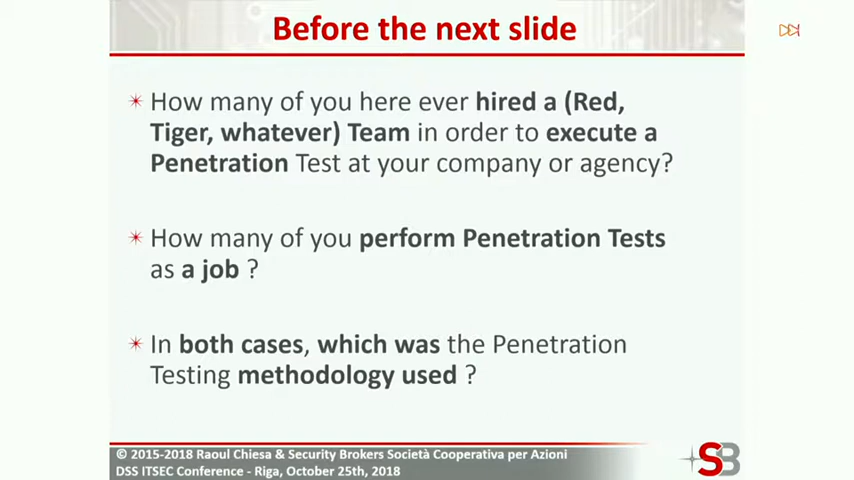 Before the next slide
How many of you here ever hired a (Red,
Tiger, whatever) Team in order to execute a
Penetration Test at your company or agency?
How many of you perform Penetration Tests
as a job ?
In both cases, which was the Penetration
Testing methodology used ?
© 2015-2018 Raoul Chiesa & Security Brokers Società Cooperativa per Azioni
DSS ITSEC Conference - Riga, October 25th, 2018
SB